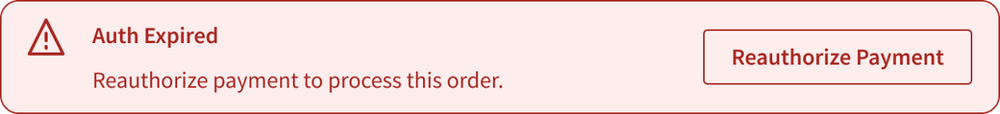 Auth Expired
Reauthorize payment to process this order.
Reauthorize Payment